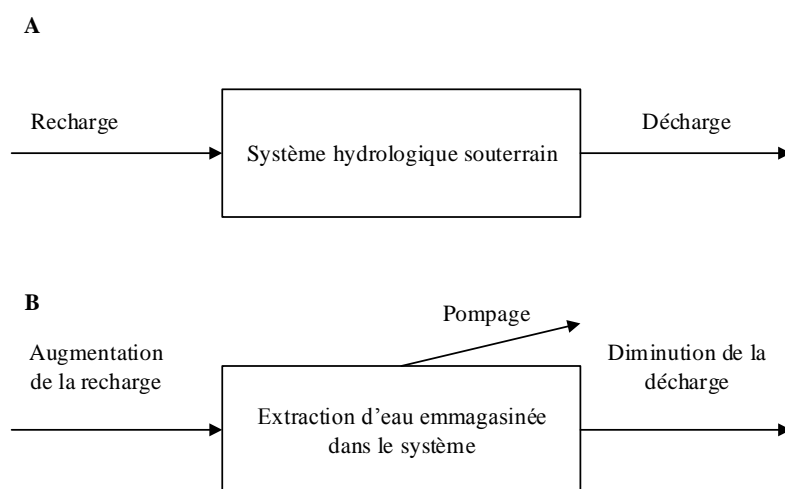 A
Recharge
Système hydrologique souterrain
Décharge
B
Pompage
Augmentation
de la recharge
Extraction d'eau emmagasinée
dans le système
Diminution de la
décharge